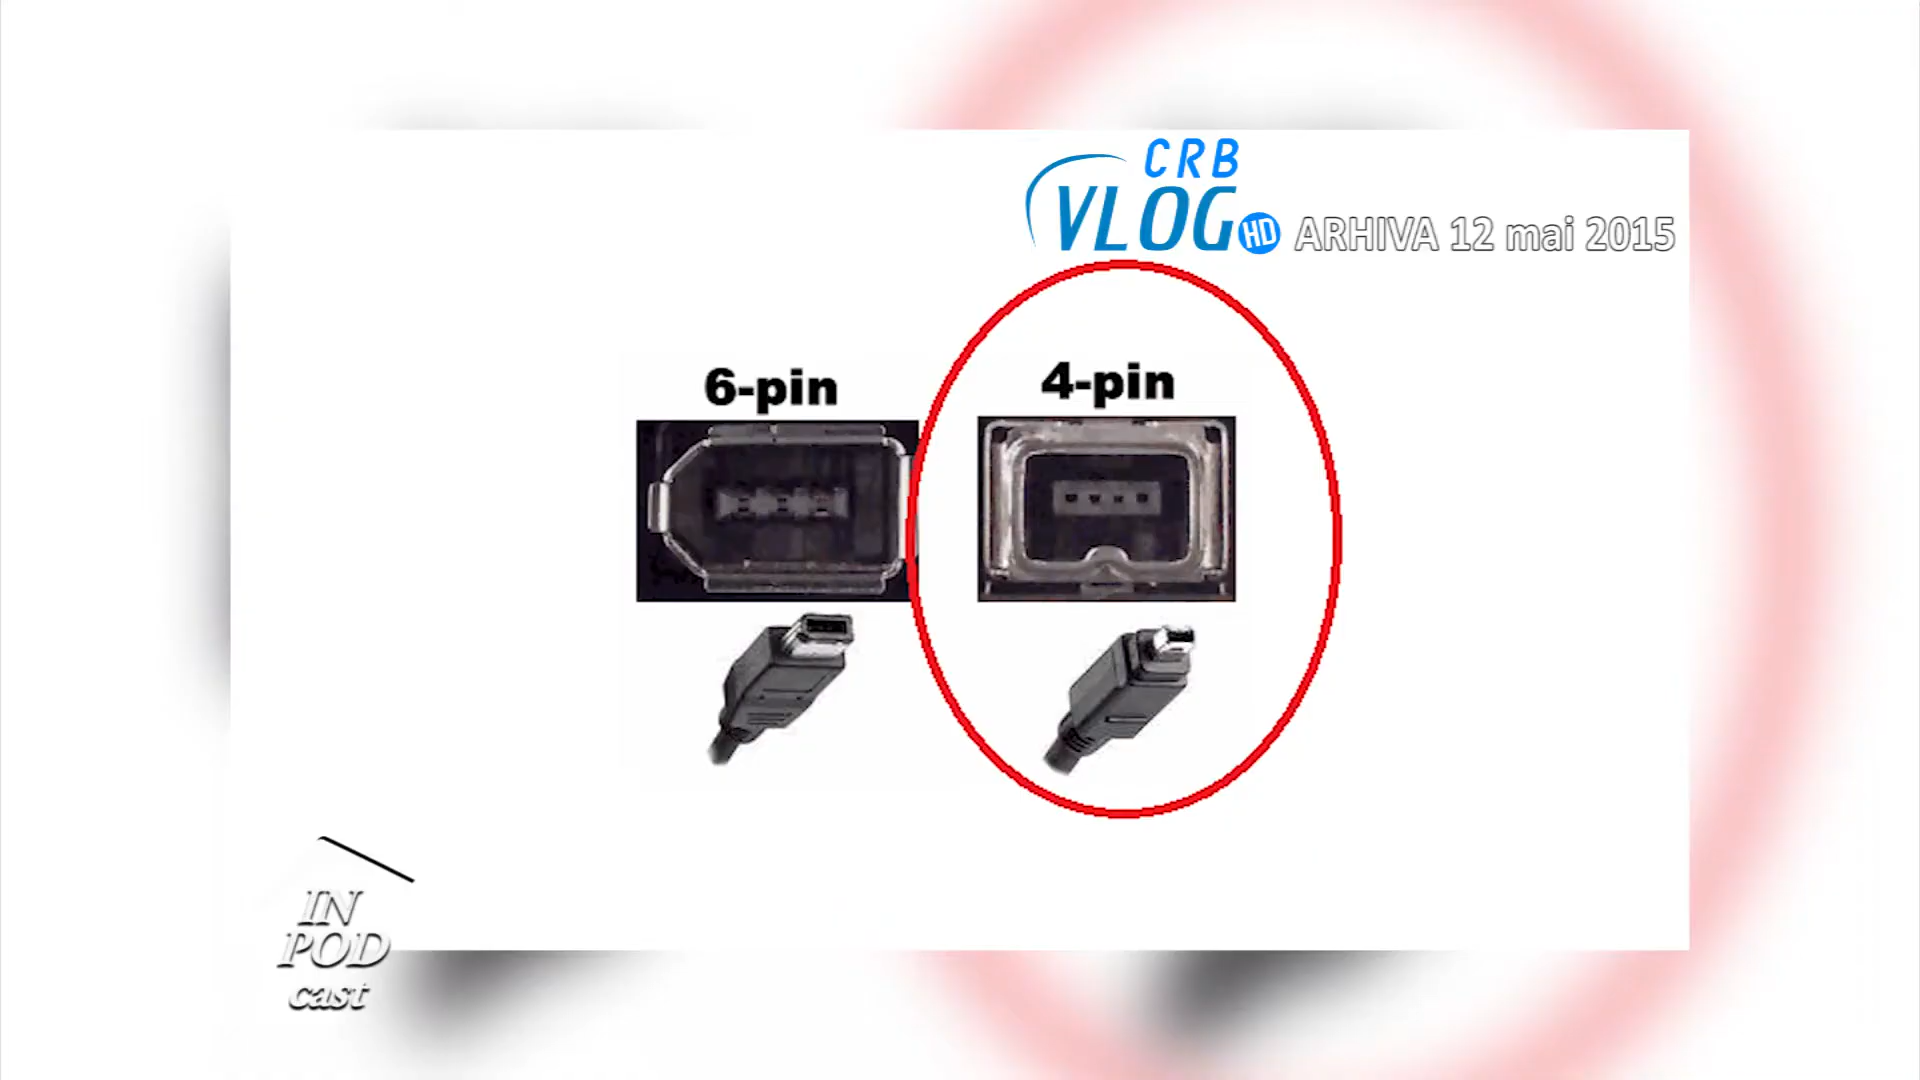 CRB
VLOG HD ARHIVA 12 mai 2015
6-pin
4-pin
IN
POD
cast